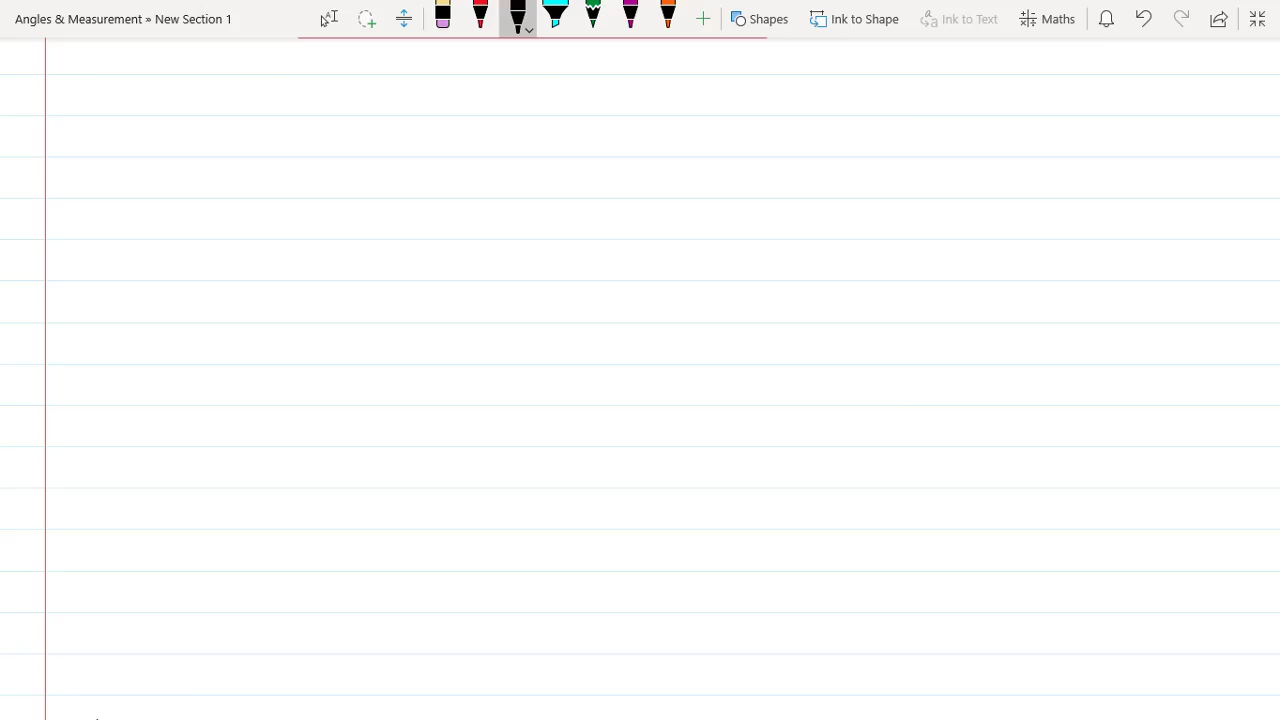 Angles & Measurement » New Section 1
Shapes
Ink to Shape
Ink to Text
Maths